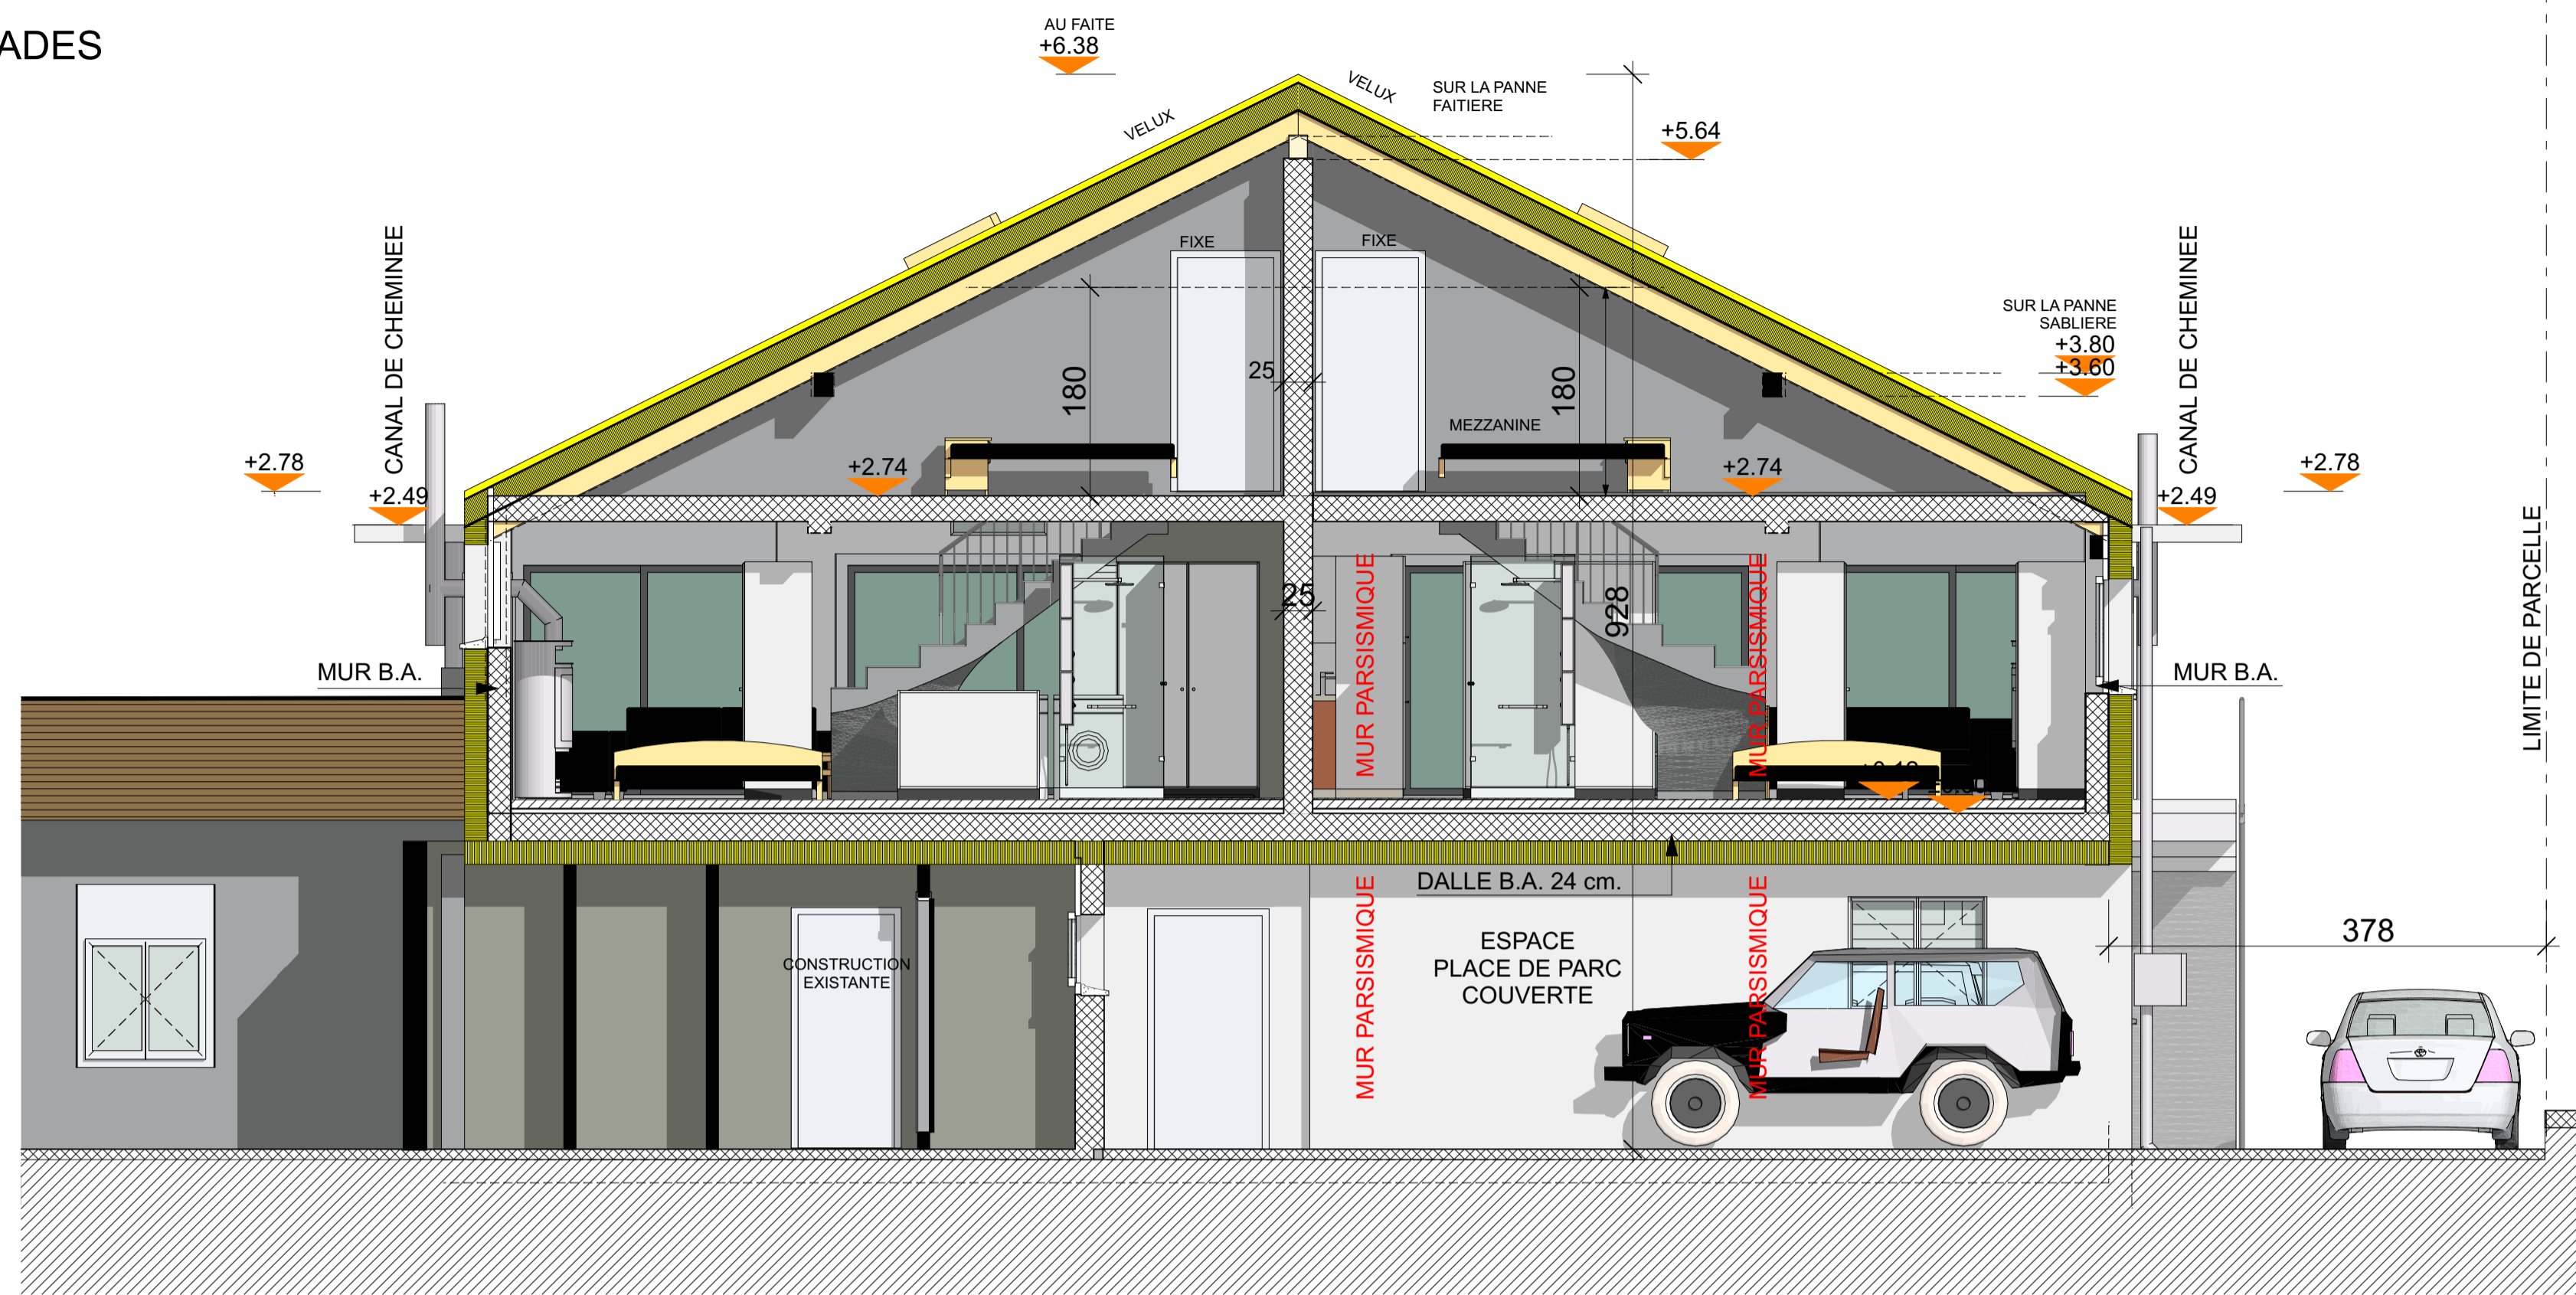 ADES
AU FAITE
+6.38
VELUX
VELUX
SUR LA PANNE
FAITIERE
+5.64
CANAL DE CHEMINEE
FIXE
FIXE
CANAL DE CHEMINEE
SUR LA PANNE
SABLIERE
+3.80
+3.60
180
25
180
MEZZANINE
+2.78
+2.49
+2.74
+2.74
+2.49
+2.78
LIMITE DE PARCELLE
25
MUR PARSISMIQUE
928
MUR PARSISMIQUE
MUR B.A.
MUR B.A.
DALLE B.A. 24 cm.
MUR PARSISMIQUE
MUR PARSISMIQUE
378
ESPACE
PLACE DE PARC
COUVERTE
CONSTRUCTION
EXISTANTE